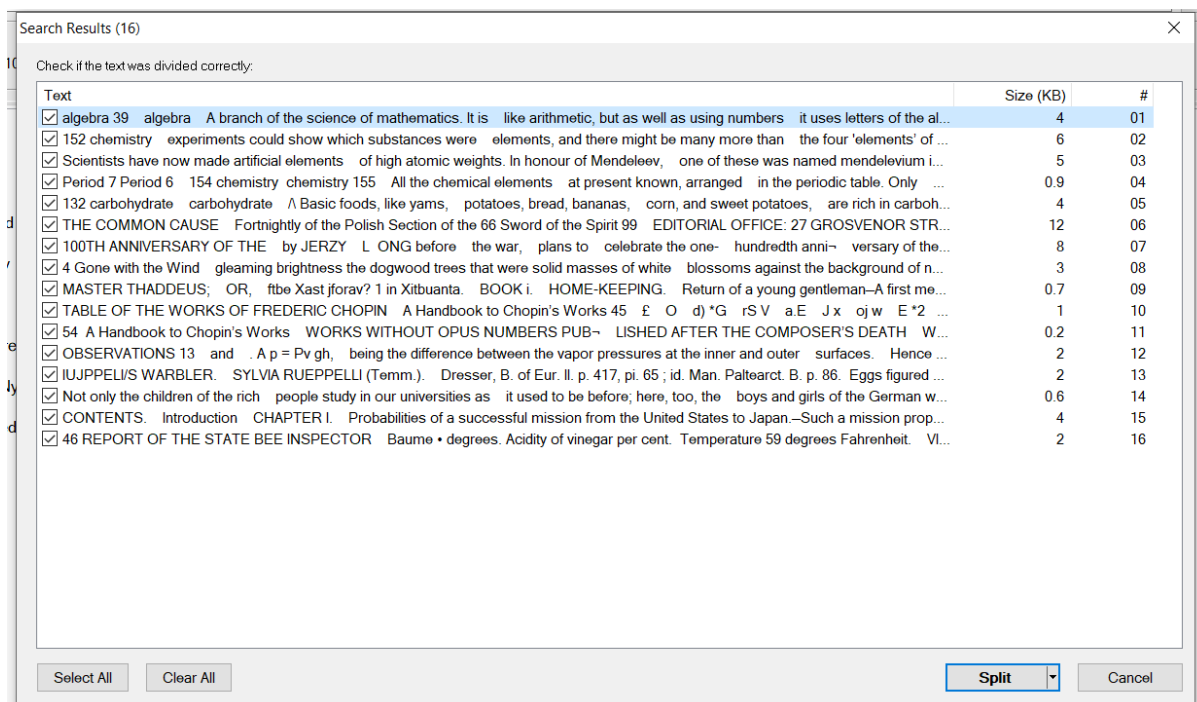 Search Results (16)
10
Check if the text was divided correctly:
Text Size (KB) #
algebra 39 algebra A branch of the science of mathematics. It is like arithmetic, but as well as using numbers it uses letters of the al... 4 01
152 chemistry experiments could show which substances were elements, and there might be many more than the four 'elements' of ... 6 02
Scientists have now made artificial elements of high atomic weights. In honour of Mendeleev, one of these was named mendelevium i... 5 03
Period 7 Period 6 154 chemistry chemistry 155 All the chemical elements at present known, arranged in the periodic table. Only ... 0.9 04
132 carbohydrate carbohydrate /\ Basic foods, like yams, potatoes, bread, bananas, corn, and sweet potatoes, are rich in carboh... 4 05
d THE COMMON CAUSE Fortnightly of the Polish Section of the 66 Sword of the Spirit 99 EDITORIAL OFFICE: 27 GROSVENOR STR... 12 06
100TH ANNIVERSARY OF THE by JERZY L ONG before the war, plans to celebrate the one- hundredth anni¬ versary of the... 8 07
4 Gone with the Wind gleaming brightness the dogwood trees that were solid masses of white blossoms against the background of n... 3 08
MASTER THADDEUS; OR, ftbe Xast jforav? 1 in Xitbuanta. BOOK i. HOME-KEEPING. Return of a young gentleman–A first me... 0.7 09
TABLE OF THE WORKS OF FREDERIC CHOPIN A Handbook to Chopin's Works 45 £ O d) *G rS V a.E J x oj w E *2 ... 1 10
54 A Handbook to Chopin's Works WORKS WITHOUT OPUS NUMBERS PUB¬ LISHED AFTER THE COMPOSER'S DEATH W... 0.2 11
OBSERVATIONS 13 and . A p = Pv gh, being the difference between the vapor pressures at the inner and outer surfaces. Hence ... 2 12
IUJPPELI/S WARBLER. SYLVIA RUEPPELLI (Temm.). Dresser, B. of Eur. II. p. 417, pi. 65 ; id. Man. Paltearct. B. p. 86. Eggs figured ... 2 13
Not only the children of the rich people study in our universities as it used to be before; here, too, the boys and girls of the German w... 0.6 14
CONTENTS. Introduction CHAPTER I. Probabilities of a successful mission from the United States to Japan.–Such a mission prop... 4 15
46 REPORT OF THE STATE BEE INSPECTOR Baume • degrees. Acidity of vinegar per cent. Temperature 59 degrees Fahrenheit. VI... 2 16
Select All Clear All Split Cancel